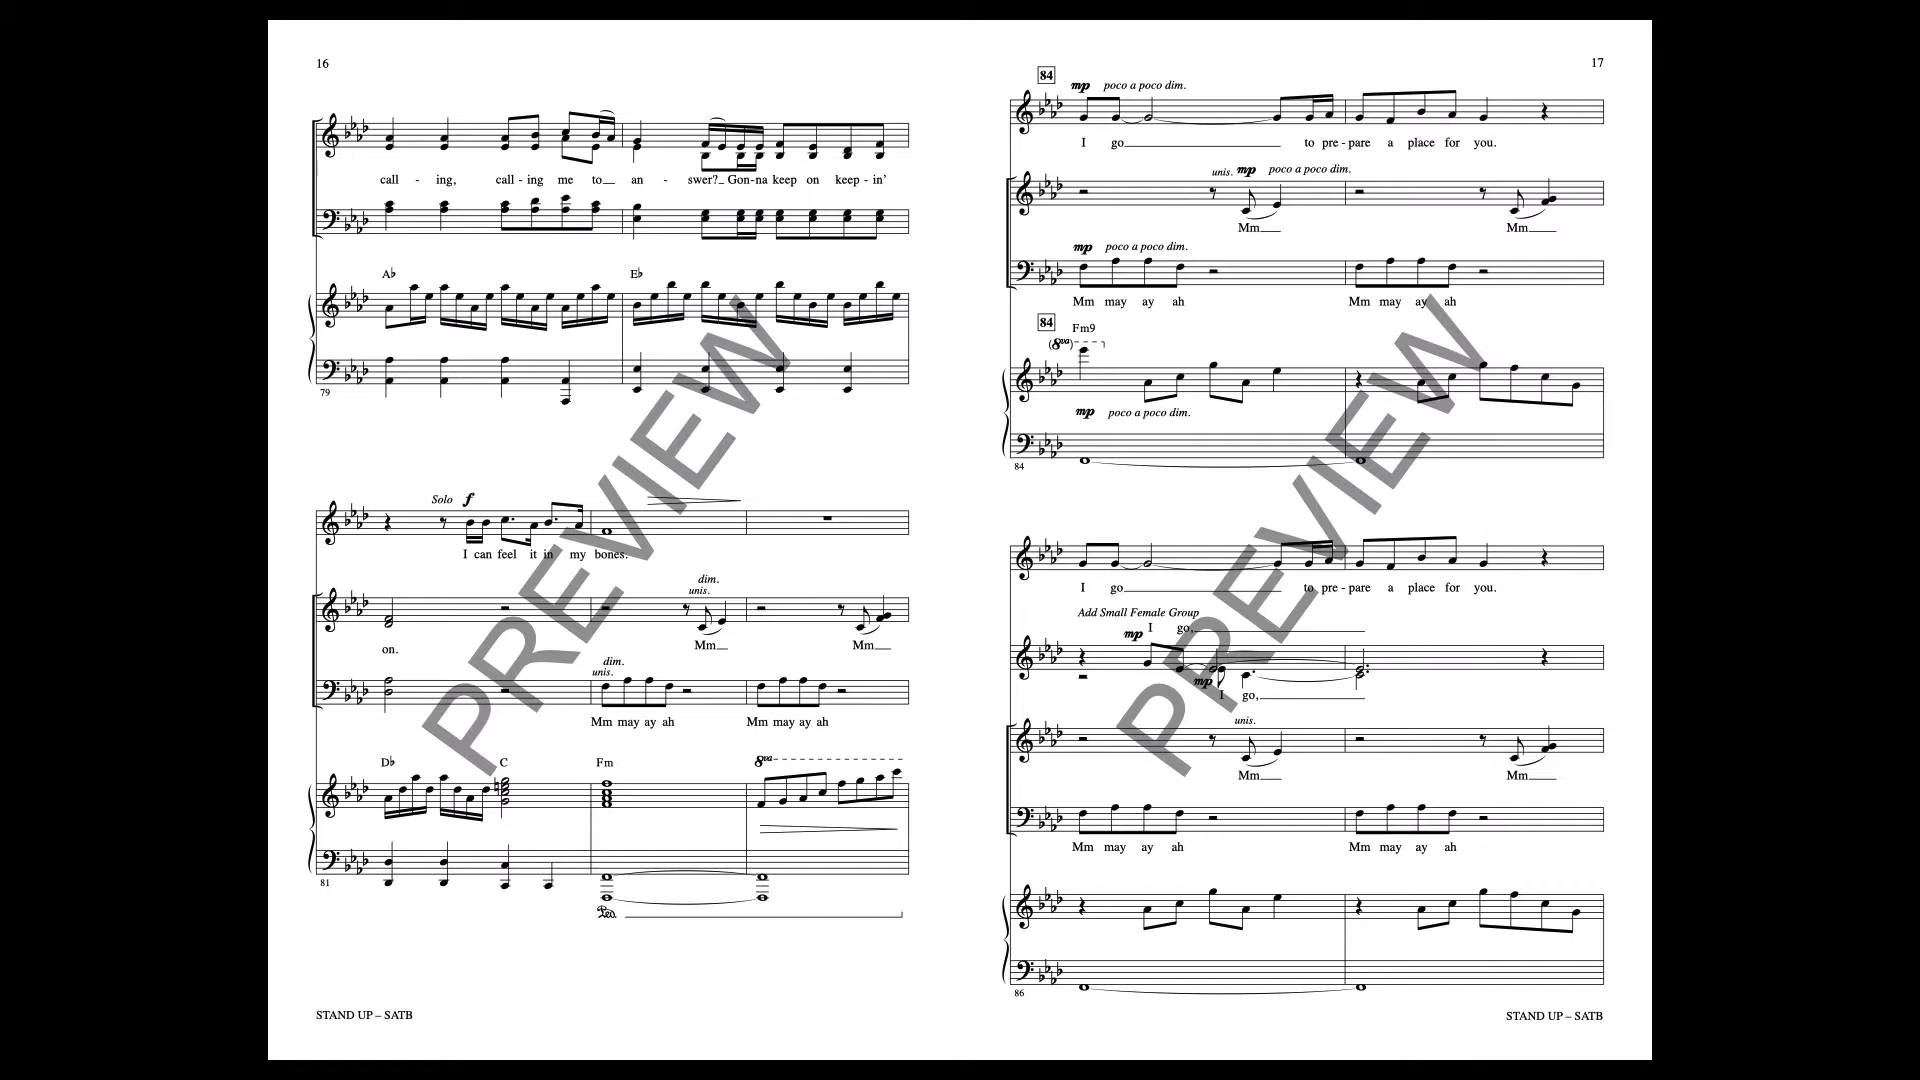 16
call - ing, call - ing me to an - swer? Gon - na keep on keep - in’
A♭ E♭
79
Solo f
I can feel it in my bones.
dim.
unis.
on. Mm Mm
dim.
unis.
Mm may ay ah Mm may ay ah
D♭ C Fm 8va
81
Ped.
STAND UP – SATB
17
84
mp poco a poco dim.
I go to pre - pare a place for you.
unis. mp poco a poco dim.
Mm Mm
mp poco a poco dim.
Mm may ay ah Mm may ay ah
84 Fm9
(8va)
mp poco a poco dim.
84
I go to pre - pare a place for you.
Add Small Female Group
mp I go,
mp I go,
unis.
Mm Mm
Mm may ay ah Mm may ay ah
86
STAND UP – SATB
PREVIEW
PREVIEW